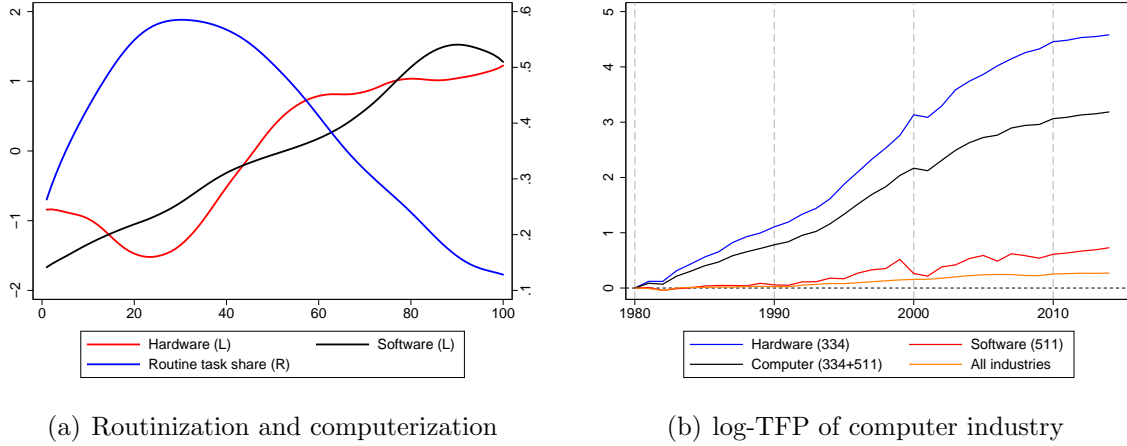 2
1
0
-1
-2
.6
.5
.4
.3
.2
.1
0 20 40 60 80 100
Hardware (L) Software (L)
Routine task share (R)
(a) Routinization and computerization
5
4
3
2
1
0
1980 1990 2000 2010
Hardware (334) Software (511)
Computer (334+511) All industries
(b) log-TFP of computer industry